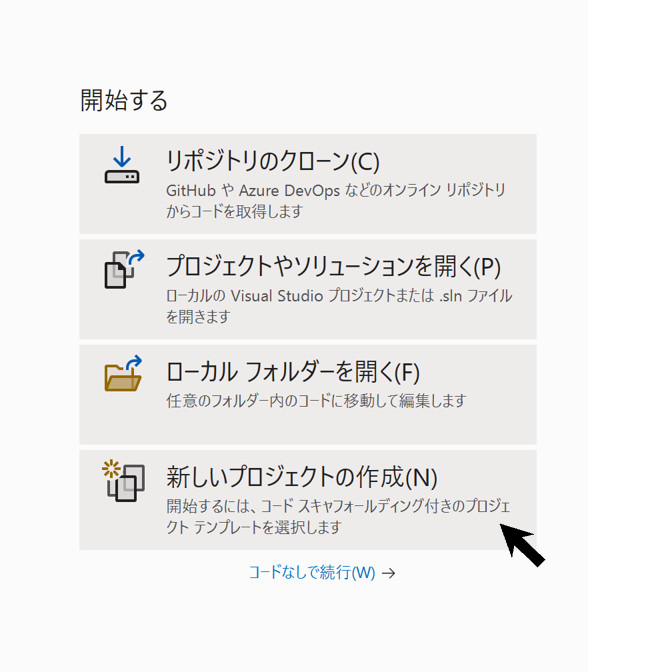 開始する
リポジトリのクローン(C)
GitHub や Azure DevOps などのオンライン リポジトリ
からコードを取得します
プロジェクトやソリューションを開く(P)
ローカルの Visual Studio プロジェクトまたは .sln ファイル
を開きます
ローカル フォルダーを開く(F)
任意のフォルダー内のコードに移動して編集します
新しいプロジェクトの作成(N)
開始するには、コード スキャフォールディング付きのプロジェ
クト テンプレートを選択します
コードなしで続行(W) →